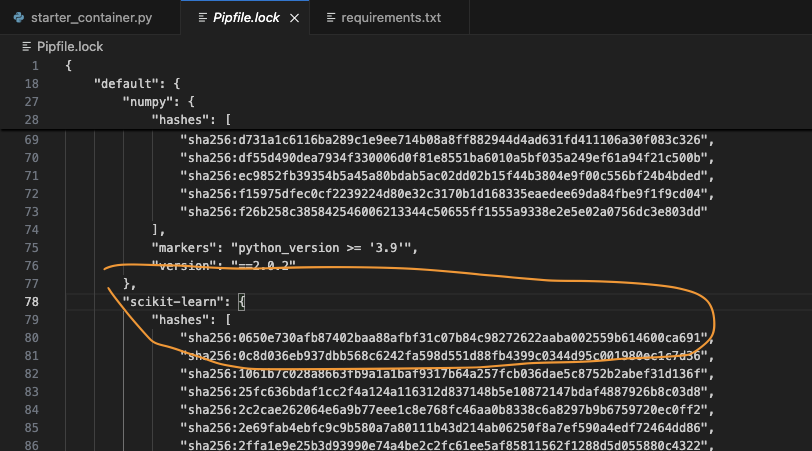 starter_container.py
Pipfile.lock
requirements.txt
Pipfile.lock
1 {
18 "default": {
27 "numpy": {
28 "hashes": [
69 "sha256:d731a1c6116ba289c1e9ee714b08a8ff882944d4ad631fd411106a30f083c326",
70 "sha256:df55d490dea7934f330006d0f81e8551ba6010a5bf035a249ef61a94f21c500b",
71 "sha256:ec9852fb39354b5a45a80bdab5ac02dd02b15f44b3804e9f00c556bf24b4bded",
72 "sha256:f15975dfec0cf2239224d80e32c3170b1d168335eaedee69da84fbe9f1f9cd04",
73 "sha256:f26b258c385842546006213344c50655ff1555a9338e2e5e02a0756dc3e803dd"
74 ],
75 "markers": "python_version >= '3.9'",
76 "version": "==2.0.2"
77 },
78 "scikit-learn": {
79 "hashes": [
80 "sha256:0650e730afb87402baa88afbf31c07b84c98272622aaba002559b614600ca691",
81 "sha256:0c8d036eb937dbb568c6242fa598d551d88fb4399c0344d95c001980ec1c7d36",
82 "sha256:1061b7c028a8663fb9a1a1baf9317b64a257fcb036dae5c8752b2abef31d136f",
83 "sha256:25fc636bdaf1cc2f4a124a116312d837148b5e10872147bdaf4887926b8c03d8",
84 "sha256:2c2cae262064e6a9b77eee1c8e768fc46aa0b8338c6a8297b9b6759720ec0ff2",
85 "sha256:2e69fab4ebfc9c9b580a7a80111b43d214ab06250f8a7ef590a4edf72464dd86",
86 "sha256:2ffa1e9e25b3d93990e74a4be2c2fc61ee5af85811562f1288d5d055880c4322",